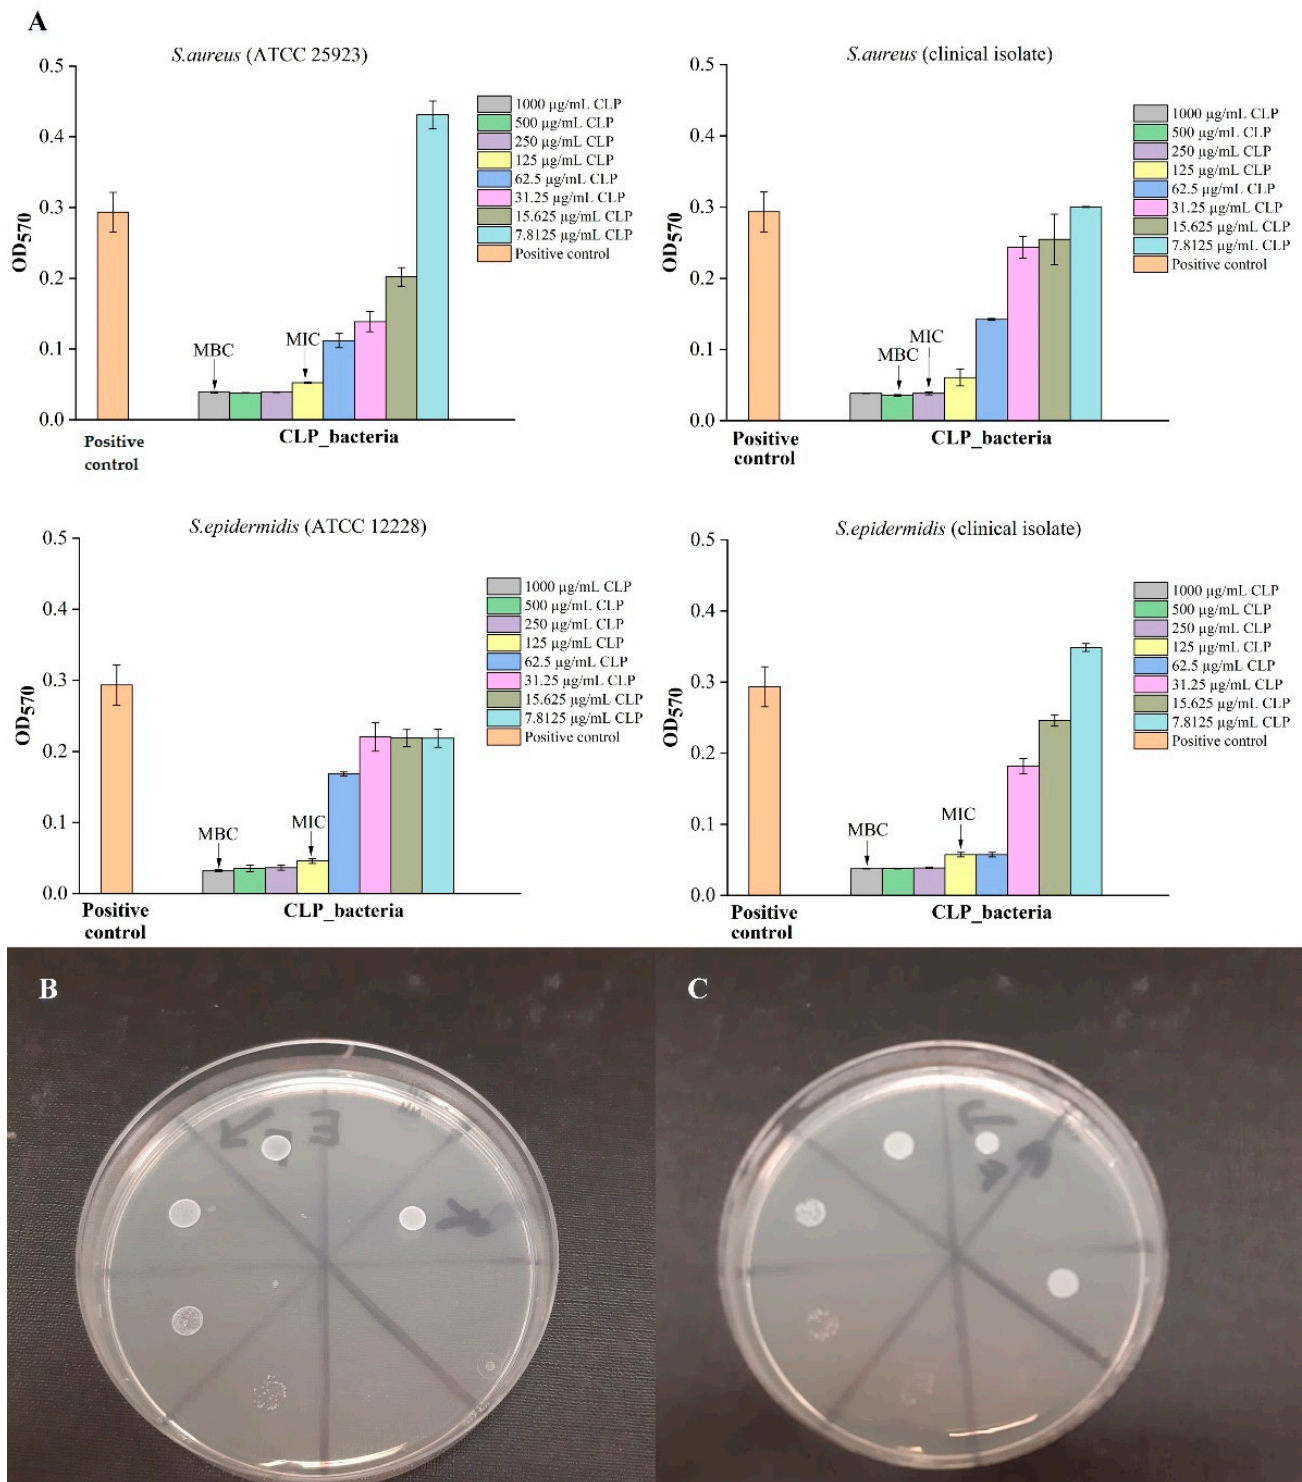 A
S.aureus (ATCC 25923)
0.5
0.4
0.3
0.2
0.1
0.0
OD570
1000 µg/mL CLP
500 µg/mL CLP
250 µg/mL CLP
125 µg/mL CLP
62.5 µg/mL CLP
31.25 µg/mL CLP
15.625 µg/mL CLP
7.8125 µg/mL CLP
Positive control
MBC
MIC
Positive
control
CLP_bacteria
S.aureus (clinical isolate)
0.5
0.4
0.3
0.2
0.1
0.0
OD570
1000 µg/mL CLP
500 µg/mL CLP
250 µg/mL CLP
125 µg/mL CLP
62.5 µg/mL CLP
31.25 µg/mL CLP
15.625 µg/mL CLP
7.8125 µg/mL CLP
Positive control
MIC
MBC
Positive
control
CLP_bacteria
S.epidermidis (ATCC 12228)
0.5
0.4
0.3
0.2
0.1
0.0
OD570
1000 µg/mL CLP
500 µg/mL CLP
250 µg/mL CLP
125 µg/mL CLP
62.5 µg/mL CLP
31.25 µg/mL CLP
15.625 µg/mL CLP
7.8125 µg/mL CLP
Positive control
MBC
MIC
Positive
control
CLP_bacteria
S.epidermidis (clinical isolate)
0.5
0.4
0.3
0.2
0.1
0.0
OD570
1000 µg/mL CLP
500 µg/mL CLP
250 µg/mL CLP
125 µg/mL CLP
62.5 µg/mL CLP
31.25 µg/mL CLP
15.625 µg/mL CLP
7.8125 µg/mL CLP
Positive control
MBC
MIC
Positive
control
CLP_bacteria
B
C